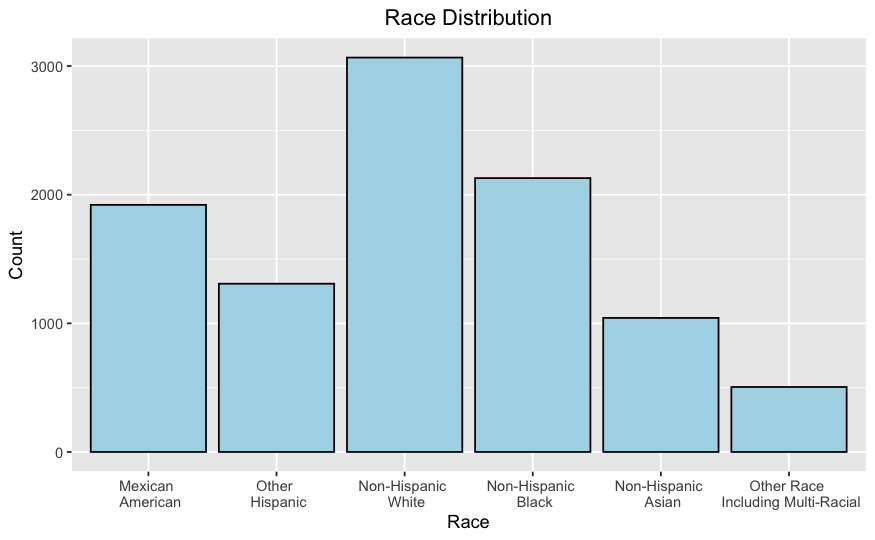 Race Distribution
3000
2000
1000
0
Count
Mexican
American
Other
Hispanic
Non-Hispanic
White
Non-Hispanic
Black
Non-Hispanic
Asian
Other Race
Including Multi-Racial
Race